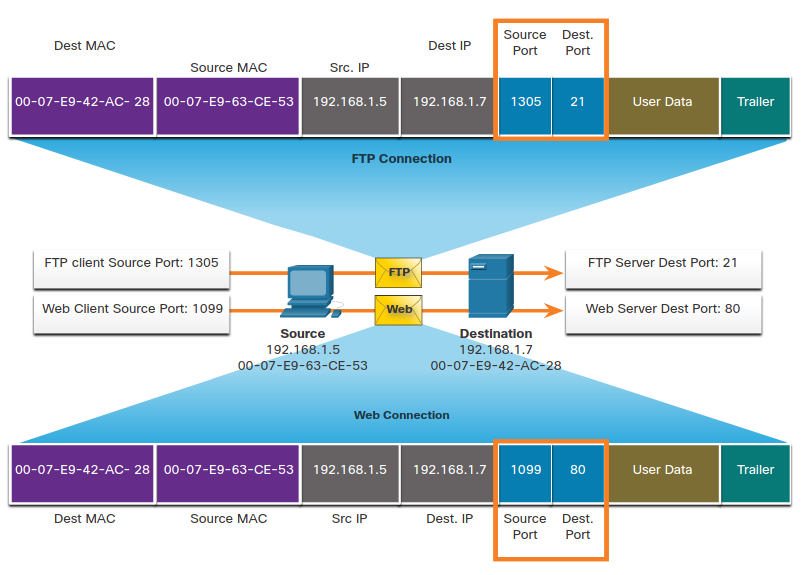 Source Dest.
Port Port
Dest MAC Dest IP
Source MAC Src. IP
00-07-E9-42-AC- 28 00-07-E9-63-CE-53 192.168.1.5 192.168.1.7 1305 21 User Data Traller
FTP Connection
FTP client Source Port: 1305
FTP
FTP Server Dest Port: 21
Web Client Source Port: 1099
Web
Web Server Dest Port: 80
Source
192.168.1.5
00-07-E9-63-CE-53
Destination
192.168.1.7
00-07-E9-42-AC-28
Web Connection
00-07-E9-42-AC- 28 00-07-E9-63-CE-53 192.168.1.5 192.168.1.7 1099 80 User Data Traller
Dest MAC Source MAC Src IP Dest. IP Source Dest.
Port Port